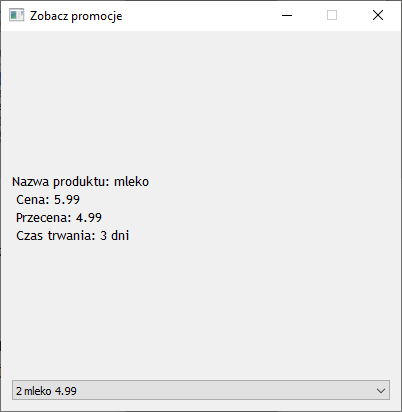 Zobacz promocje
Nazwa produktu: mleko
Cena: 5.99
Przecena: 4.99
Czas trwania: 3 dni
2 mleko 4.99